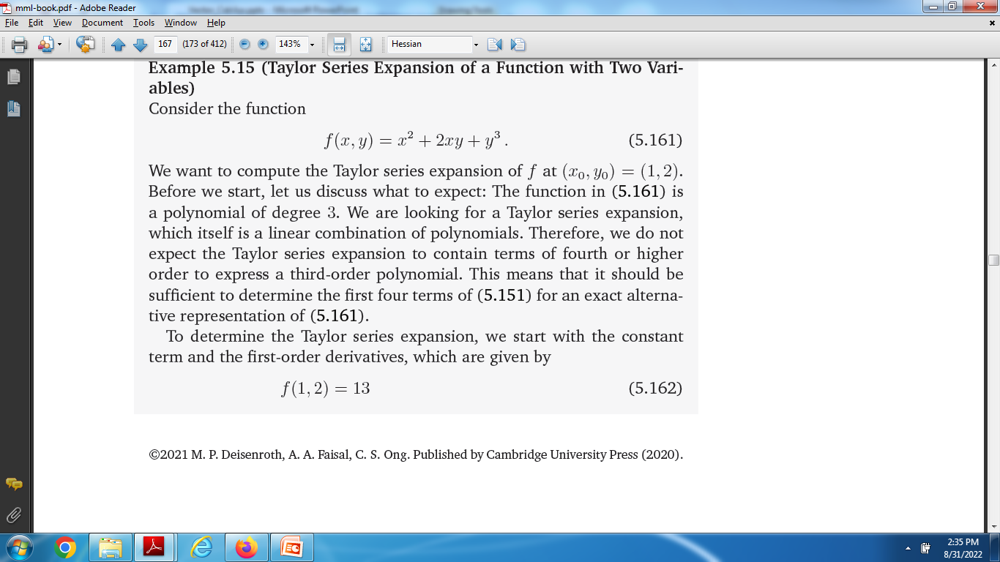 mml-book.pdf - Adobe Reader
File Edit View Document Tools Window Help
167 (173 of 412) 143% Hessian
Example 5.15 (Taylor Series Expansion of a Function with Two Vari-
ables)
Consider the function
f(x, y) = x² + 2xy + y³ . (5.161)
We want to compute the Taylor series expansion of f at (x₀, y₀) = (1, 2).
Before we start, let us discuss what to expect: The function in (5.161) is
a polynomial of degree 3. We are looking for a Taylor series expansion,
which itself is a linear combination of polynomials. Therefore, we do not
expect the Taylor series expansion to contain terms of fourth or higher
order to express a third-order polynomial. This means that it should be
sufficient to determine the first four terms of (5.151) for an exact alterna-
tive representation of (5.161).
To determine the Taylor series expansion, we start with the constant
term and the first-order derivatives, which are given by
f(1, 2) = 13 (5.162)
©2021 M. P. Deisenroth, A. A. Faisal, C. S. Ong. Published by Cambridge University Press (2020).
2:35 PM
8/31/2022